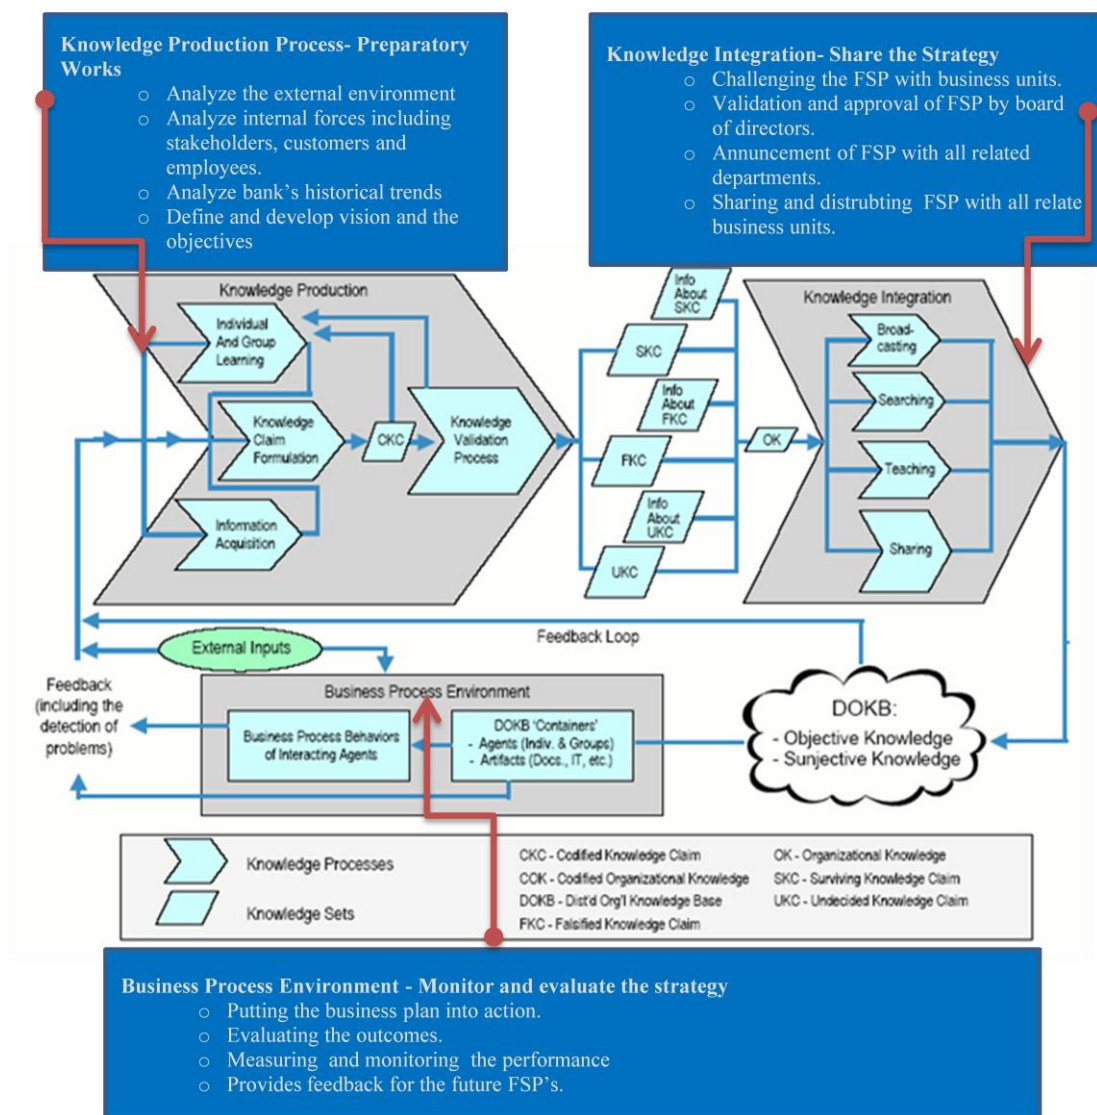 Knowledge Production Process- Preparatory
Works
o Analyze the external environment
o Analyze internal forces including
stakeholders, customers and
employees.
o Analyze bank's historical trends
o Define and develop vision and the
objectives
Knowledge Integration- Share the Strategy
o Challenging the FSP with business units.
o Validation and approval of FSP by board
of directors.
o Annuncement of FSP with all related
departments.
o Sharing and distrubting FSP with all relate
business units.
Knowledge Production
Individual
And Group
Learning
Knowledge
Claim
Formulation
Information
Acquisition
CKC
Knowledge
Validation
Process
Info
About
SKC
SKC
Info
About
FKC
FKC
Info
About
UKC
UKC
OK
Knowledge Integration
Broad-
casting
Searching
Teaching
Sharing
Feedback Loop
External Inputs
Feedback
(including the
detection of
problems)
Business Process Environment
Business Process Behaviors
of Interacting Agents
DOKB 'Containers'
- Agents (Indiv. & Groups)
- Artifacts (Docs., IT, etc.)
DOKB:
- Objective Knowledge
- Sunjective Knowledge
Knowledge Processes
Knowledge Sets
CKC - Codified Knowledge Claim
COK - Codified Organizational Knowledge
DOKB - Dist'd Org'l Knowledge Base
FKC - Falsified Knowledge Claim
OK - Organizational Knowledge
SKC - Surviving Knowledge Claim
UKC - Undecided Knowledge Claim
Business Process Environment - Monitor and evaluate the strategy
o Putting the business plan into action.
o Evaluating the outcomes.
o Measuring and monitoring the performance
o Provides feedback for the future FSP's.